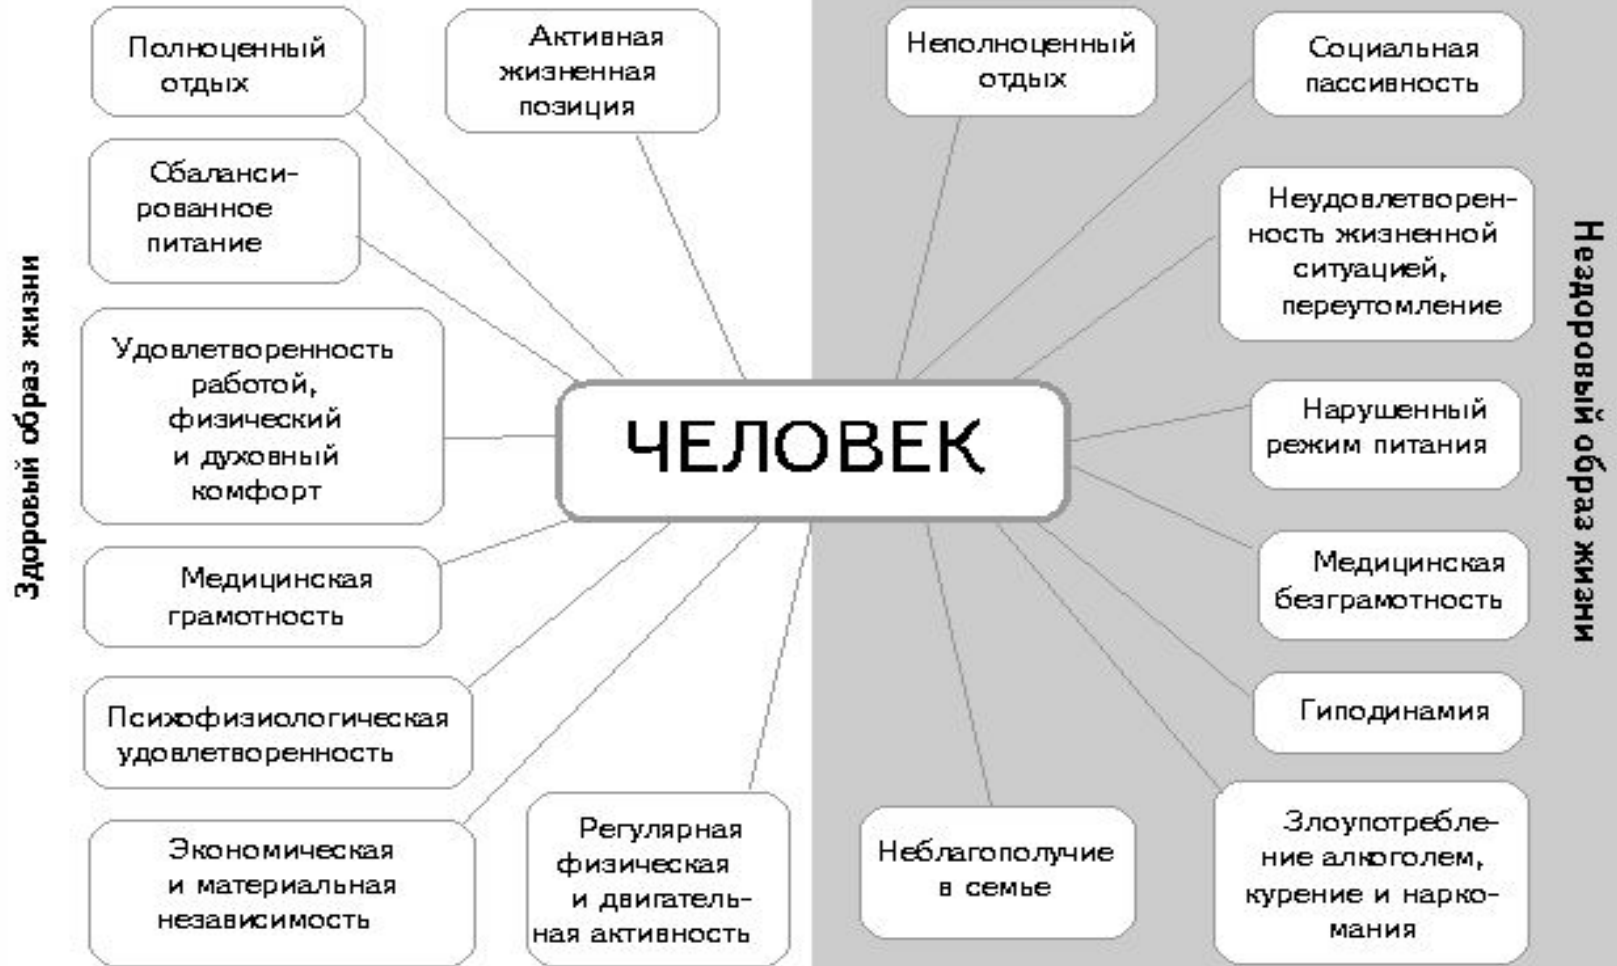 Здоровый образ жизни
Полноценный
отдых
Активная
жизненная
позиция
Сбаланси-
рованное
питание
Удовлетворенность
работой,
физический
и духовный
комфорт
Медицинская
грамотность
Психофизиологическая
удовлетворенность
Экономическая
и материальная
независимость
Регулярная
физическая
и двигатель-
ная активность
ЧЕЛОВЕК
Неполноценный
отдых
Социальная
пассивность
Неудовлетворен-
ность жизненной
ситуацией,
переутомление
Нарушенный
режим питания
Медицинская
безграмотность
Гиподинамия
Злоупотребле-
ние алкоголем,
курение и нарко-
мания
Неблагополучие
в семье
Нездоровый образ жизни